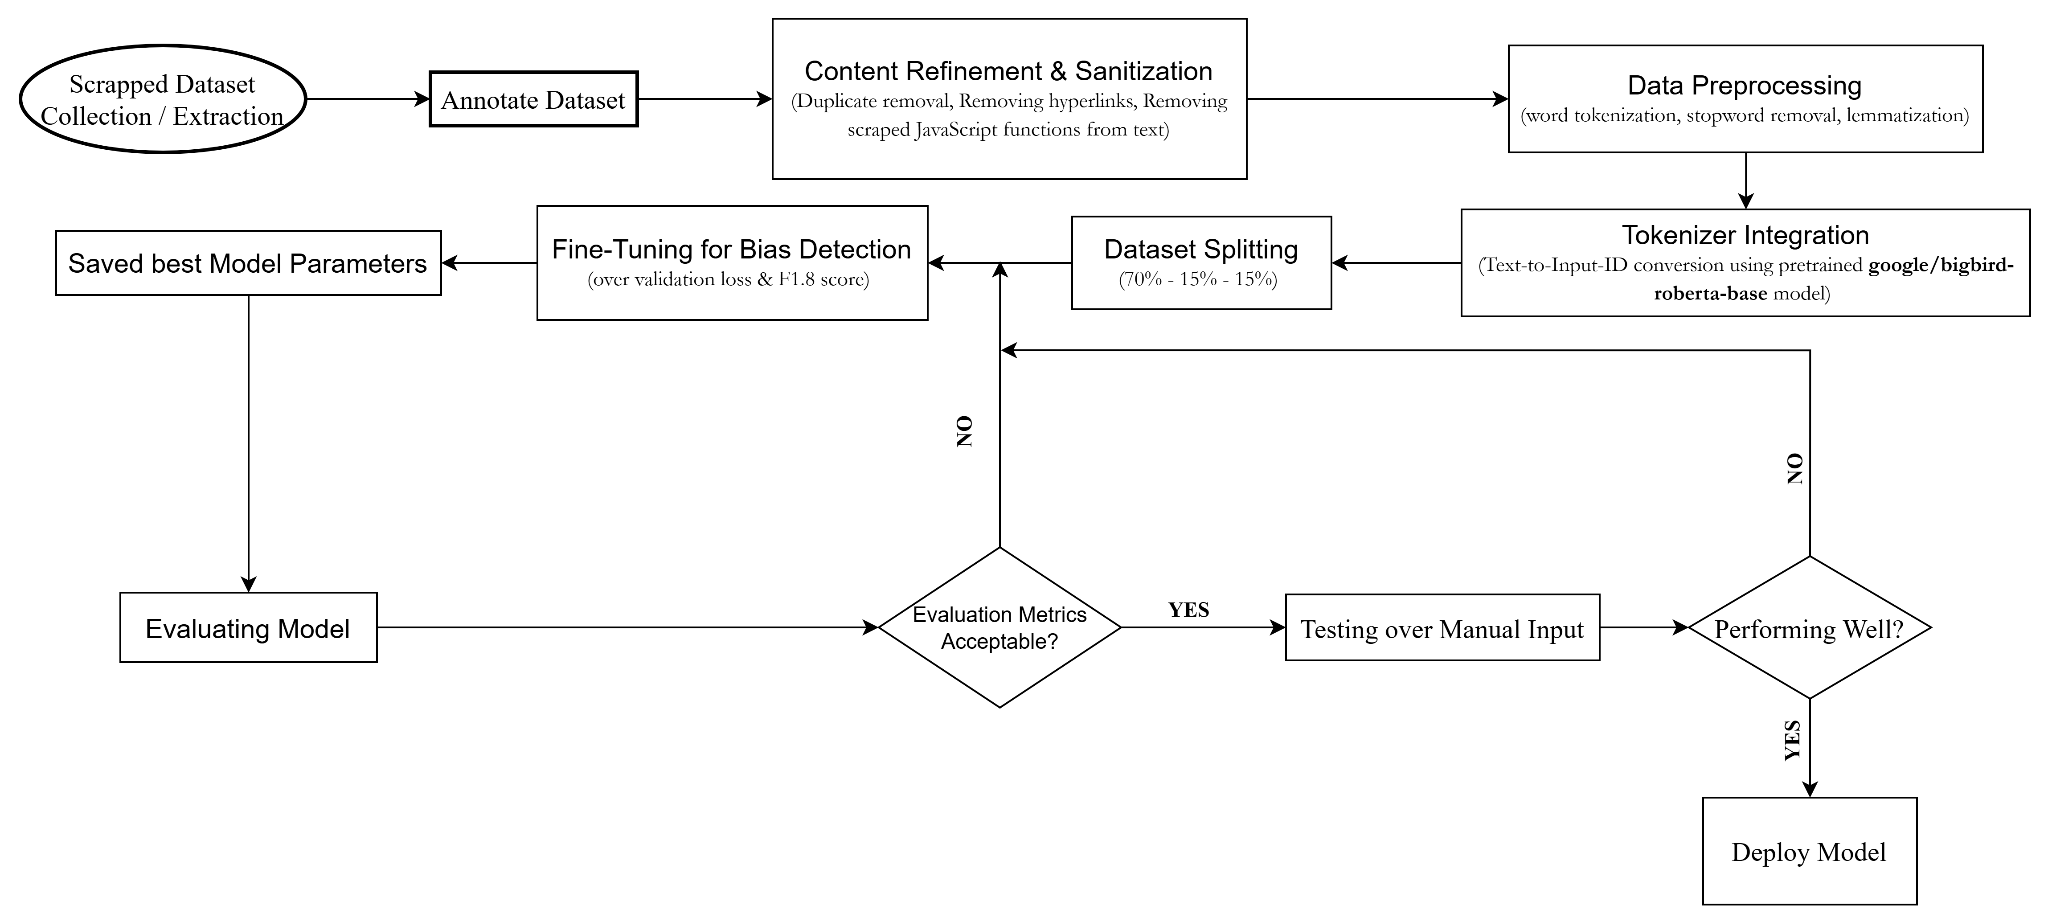 Scrapped Dataset
Collection / Extraction
Annotate Dataset
Content Refinement & Sanitization
(Duplicate removal, Removing hyperlinks, Removing
scraped JavaScript functions from text)
Data Preprocessing
(word tokenization, stopword removal, lemmatization)
Tokenizer Integration
(Text-to-Input-ID conversion using pretrained google/bigbird-
roberta-base model)
Dataset Splitting
(70% - 15% - 15%)
Fine-Tuning for Bias Detection
(over validation loss & F1.8 score)
Saved best Model Parameters
Evaluating Model
Evaluation Metrics
Acceptable?
NO
YES
Testing over Manual Input
Performing Well?
NO
YES
Deploy Model